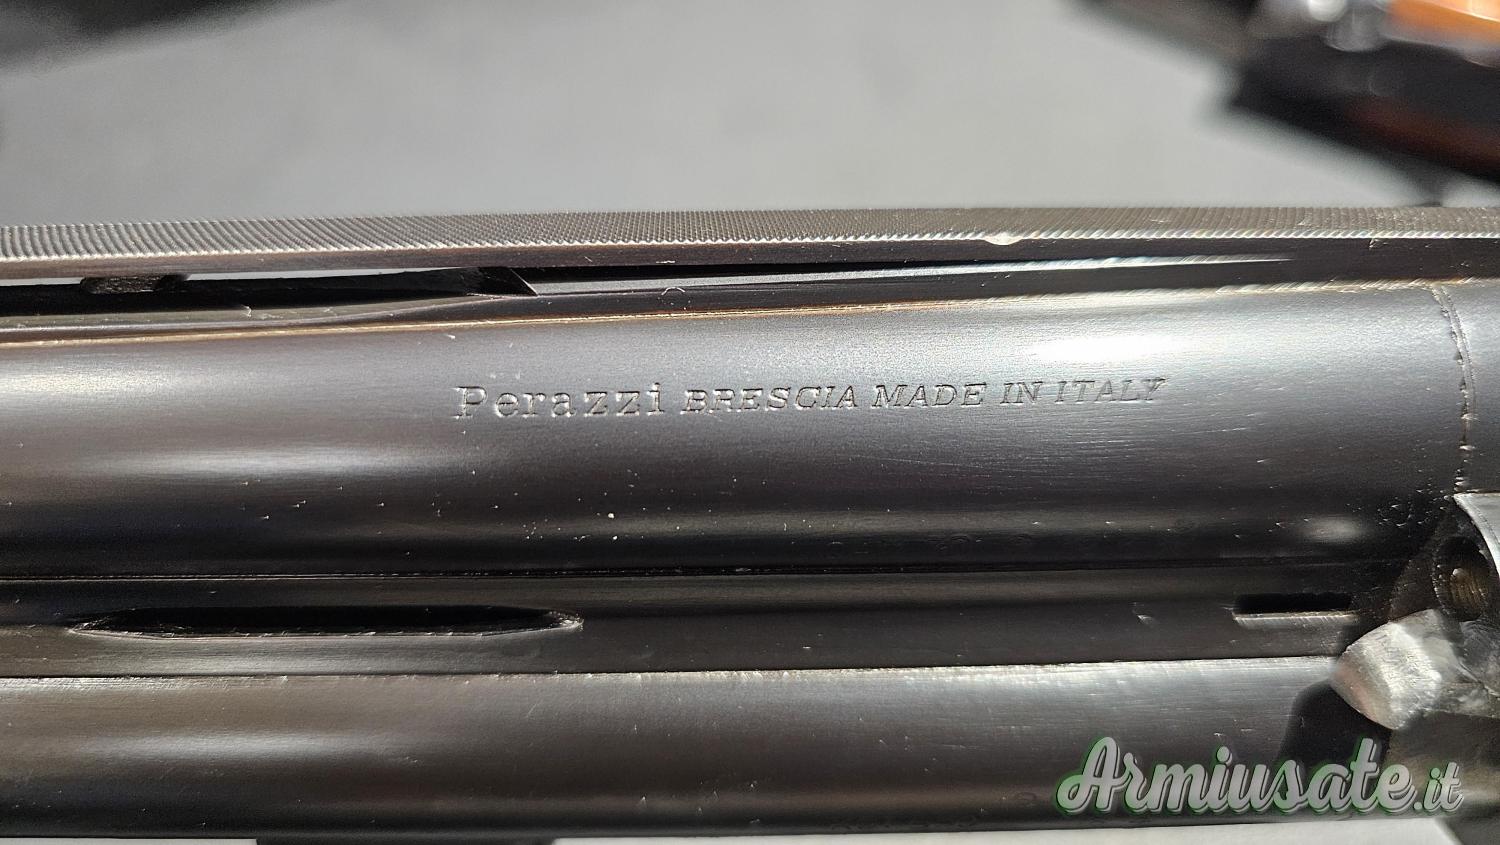 Perazzi BRESCIA MADE IN ITALY
Armiusate.it